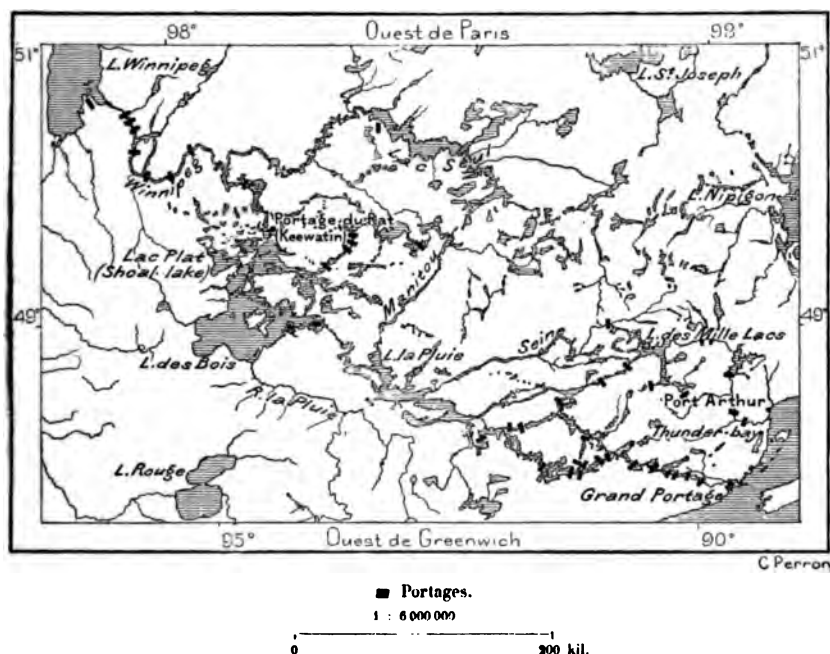 98° Ouest de Paris 93°
51° 51°
L. Winnipeg
L. St Joseph
Lac Seul
Winnipeg
L. Nipigon
Portage du Rat
(Keewatin)
Lac Plat
(Shoal lake)
Manitou
49° 49°
Seine
L. des Mille Lacs
L. la Pluie
L. des Bois
R. la Pluie
Port Arthur
Thunder-bay
L. Rouge
Grand Portage
95° Ouest de Greenwich 90°
C Perron
Portages.
1 : 6 000 000
0 200 kil.